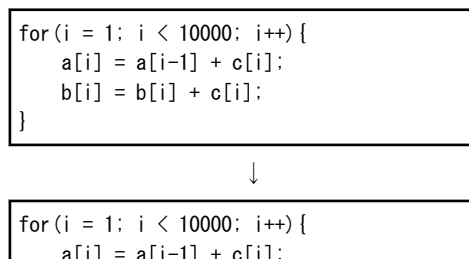 for(i = 1; i < 10000; i++){
a[i] = a[i-1] + c[i];
b[i] = b[i] + c[i];
}
↓
for(i = 1; i < 10000; i++){
a[i] = a[i-1] + c[i];